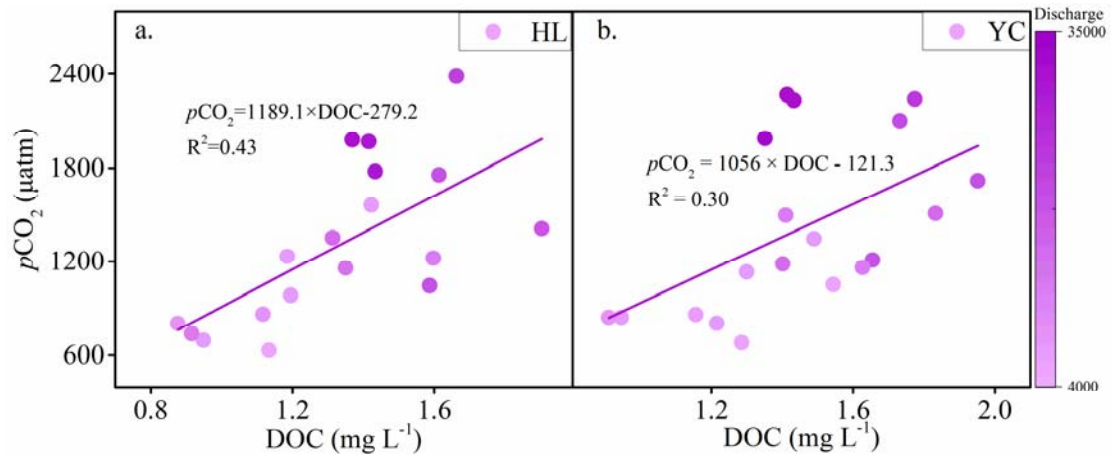 a.
HL
pCO₂=1189.1×DOC-279.2
R²=0.43
2400
1800
1200
600
pCO₂ (μatm)
0.8
1.2
1.6
DOC (mg L⁻¹)
b.
YC
pCO₂ = 1056 × DOC - 121.3
R² = 0.30
1.2
1.6
2.0
DOC (mg L⁻¹)
Discharge
35000
4000